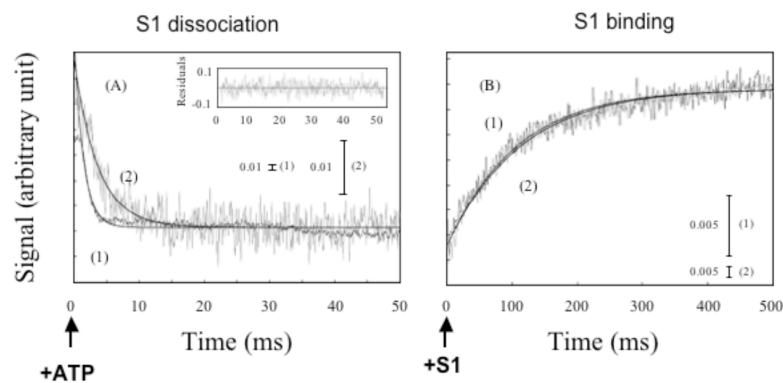 S1 dissociation
S1 binding
Signal (arbitrary unit)
(A)
Residuals
0.1
-0.1
0 10 20 30 40 50
0.01 (1) 0.01 (2)
(2)
(1)
0 10 20 30 40 50
Time (ms)
+ATP
(B)
(1)
(2)
0.005 (1)
0.005 (2)
0 100 200 300 400 500
Time (ms)
+S1